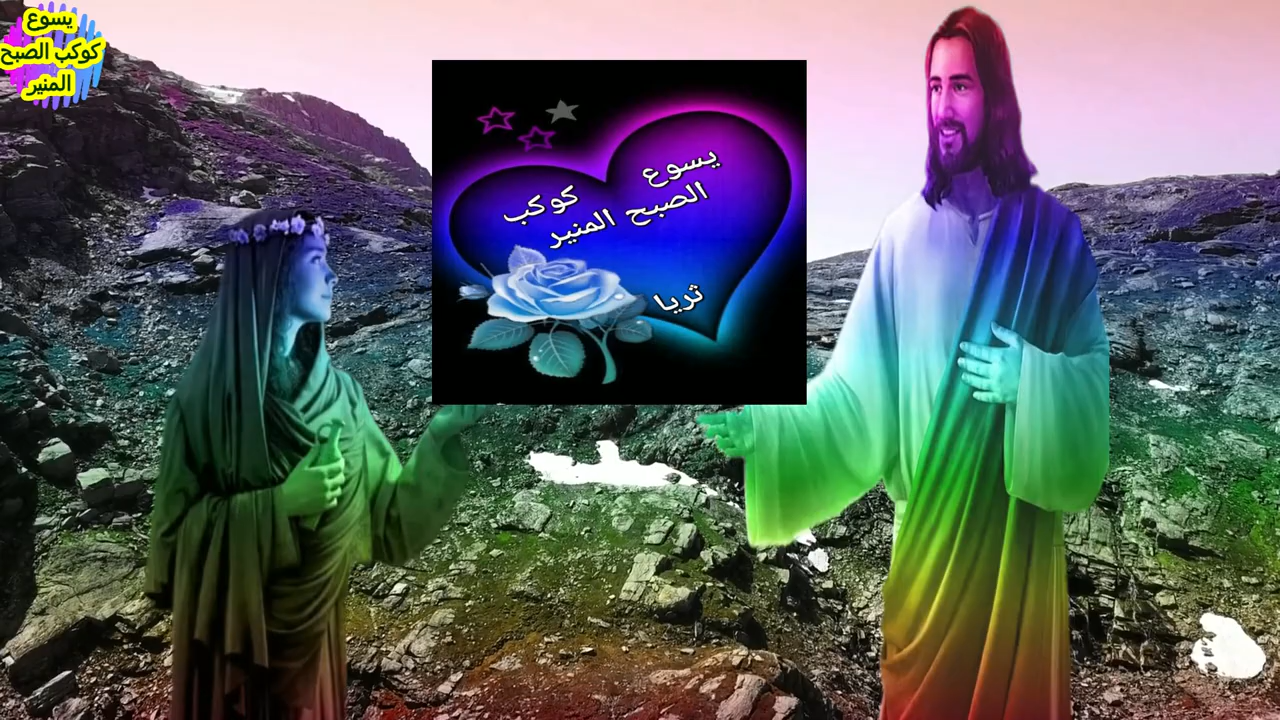 يسوع
كوكب الصبح
المنير
يسوع كوكب
الصبح المنير
ثريا